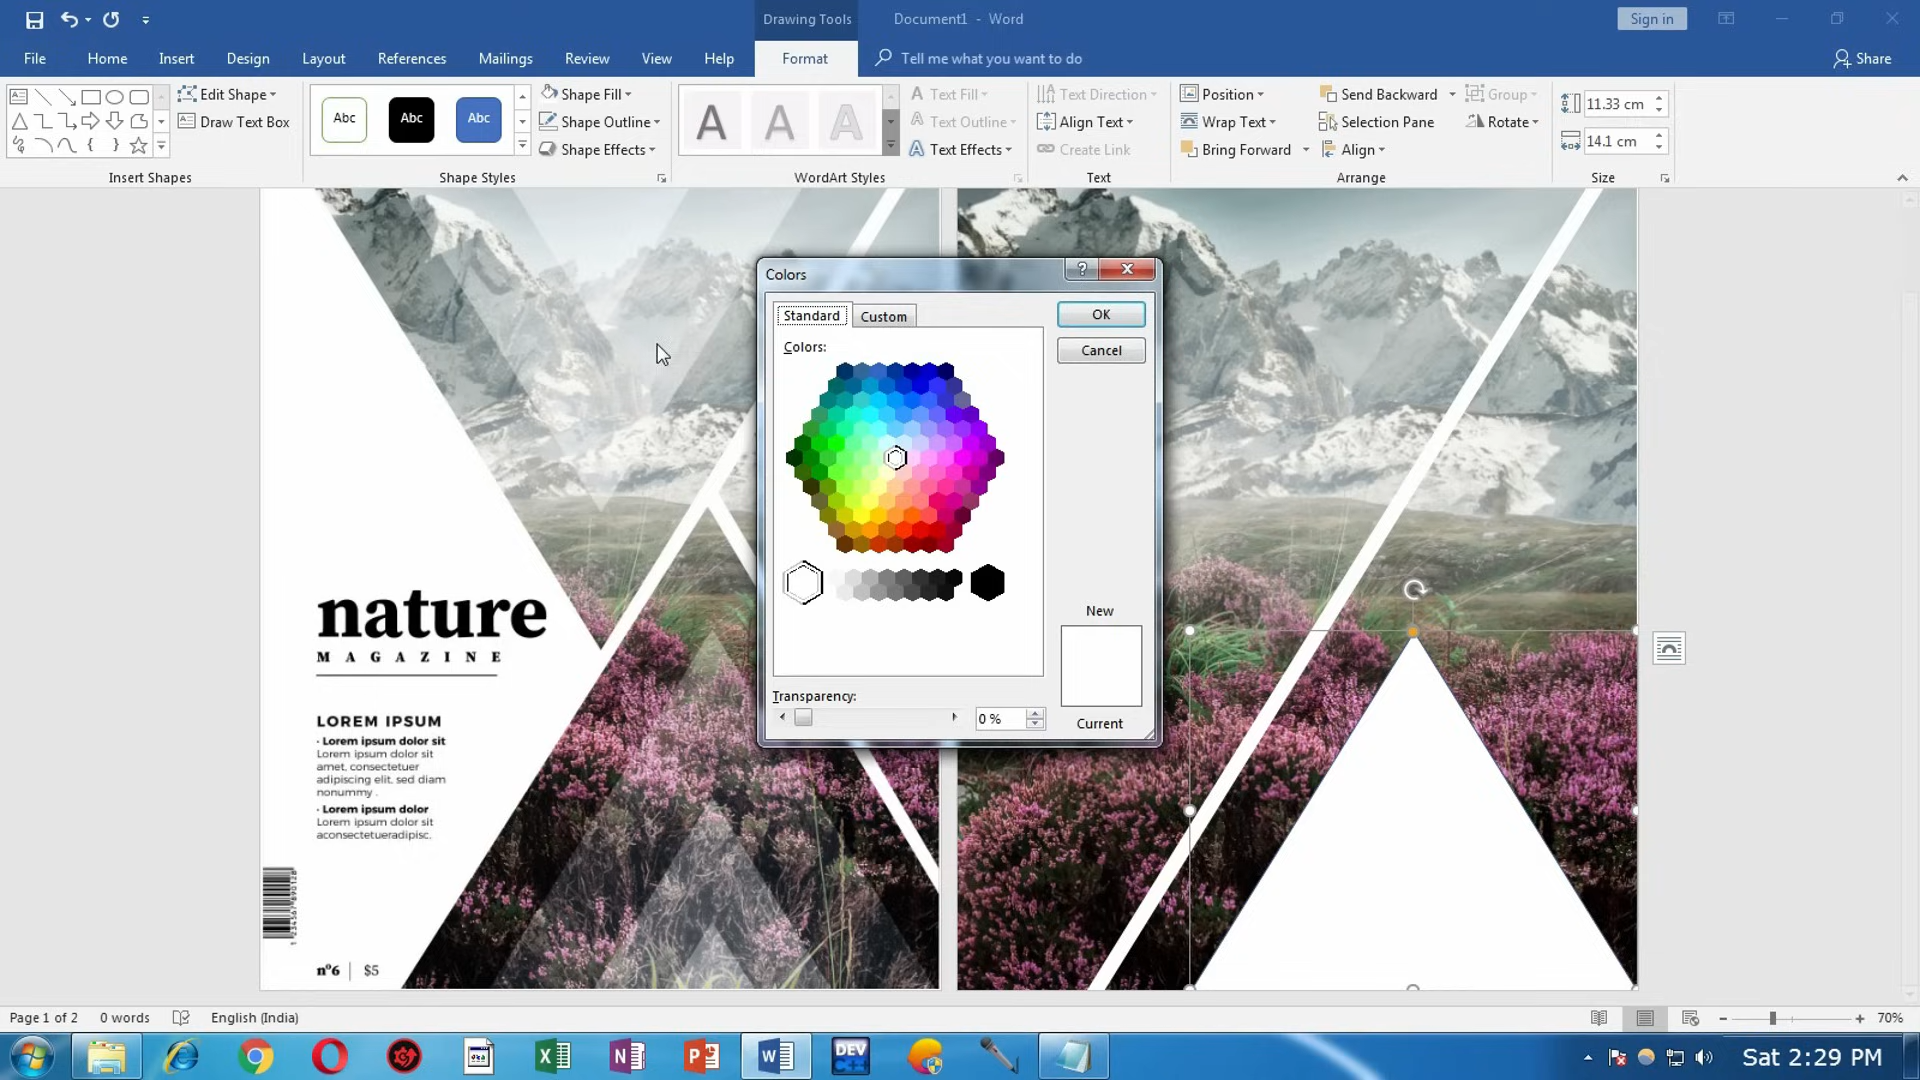 Drawing Tools
Document1 - Word
Sign in
File
Home
Insert
Design
Layout
References
Mailings
Review
View
Help
Format
Tell me what you want to do
Share
Edit Shape
Draw Text Box
Insert Shapes
Abc
Abc
Abc
Shape Fill
Shape Outline
Shape Effects
Shape Styles
A
A
A
Text Fill
Text Outline
Text Effects
WordArt Styles
Text Direction
Align Text
Create Link
Text
Position
Wrap Text
Bring Forward
Send Backward
Selection Pane
Align
Group
Rotate
Arrange
11.33 cm
14.1 cm
Size
Colors
Standard
Custom
OK
Cancel
Colors:
New
Current
Transparency:
0 %
nature
MAGAZINE
LOREM IPSUM
· Lorem ipsum dolor sit
Lorem ipsum dolor sit
amet, consectetuer
adipiscing elit, sed diam
nonummy .
· Lorem ipsum dolor
Lorem ipsum dolor sit
aconsectetueradipisc.
1 234567 890128
nº6
$5
Page 1 of 2
0 words
English (India)
70%
DEV
C++
Sat 2:29 PM